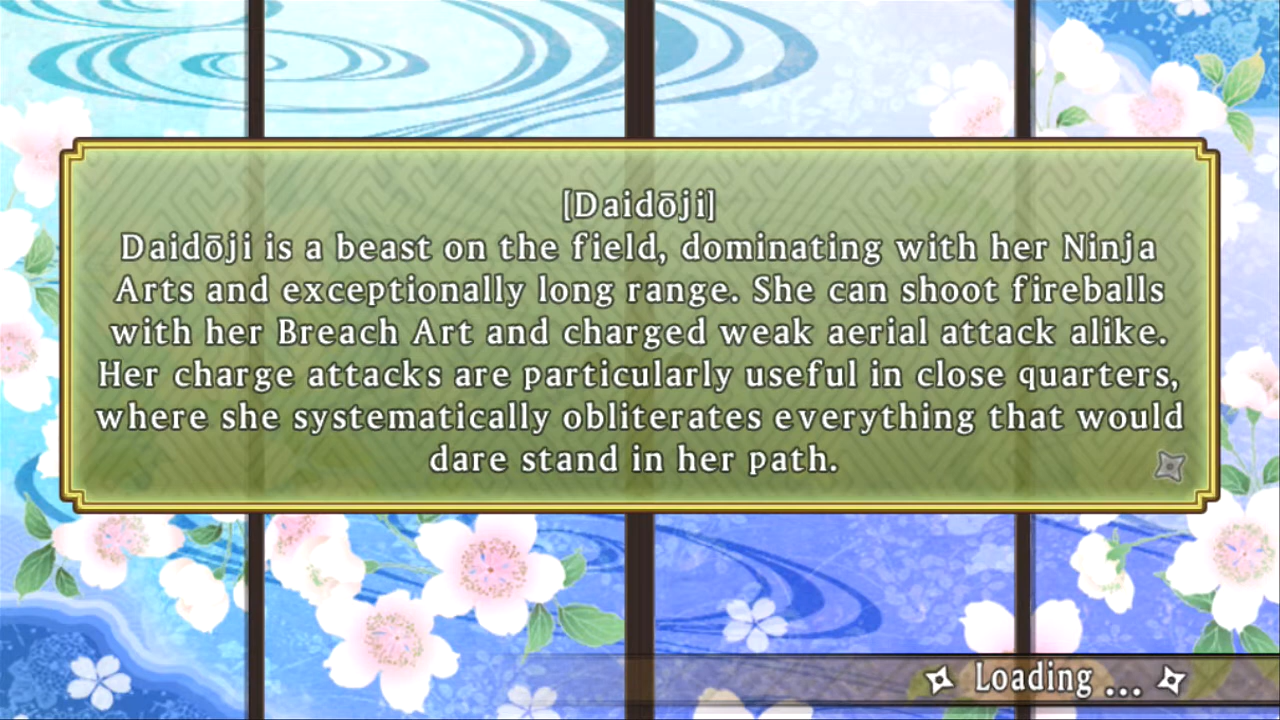 [Daidōji]
Daidōji is a beast on the field, dominating with her Ninja
Arts and exceptionally long range. She can shoot fireballs
with her Breach Art and charged weak aerial attack alike.
Her charge attacks are particularly useful in close quarters,
where she systematically obliterates everything that would
dare stand in her path.
Loading ...